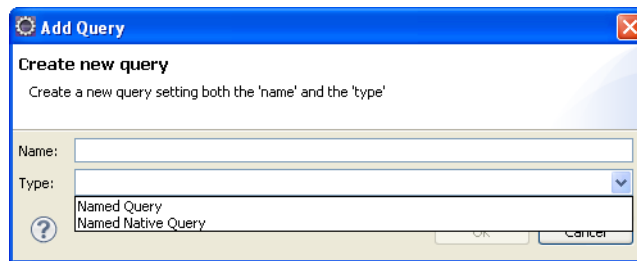 Add Query
Create new query
Create a new query setting both the 'name' and the 'type'
Name:
Type:
Named Query
Named Native Query
OK
Cancel